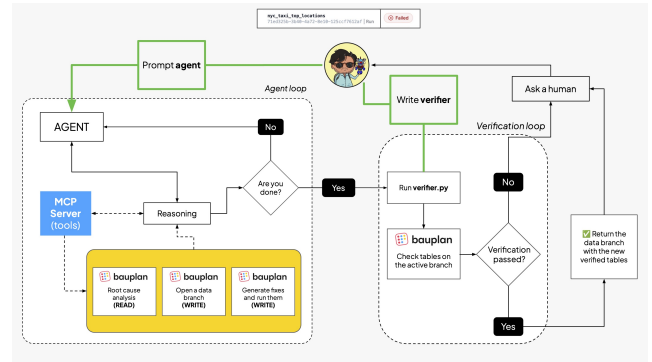 nyc_taxi_top_locations
Failed
Prompt agent
Agent loop
Write verifier
Ask a human
Verification loop
AGENT
No
Are you
done?
Yes
Run verifier.py
No
MCP
Server
(tools)
Reasoning
bauplan
Check tables
on the active branch
Verification
passed?
✅ Return the
data branch
with the new
verified tables
bauplan
Root cause
analysis
(READ)
bauplan
Open a data
branch
(WRITE)
bauplan
Generate fixes
and run them
(WRITE)
Yes